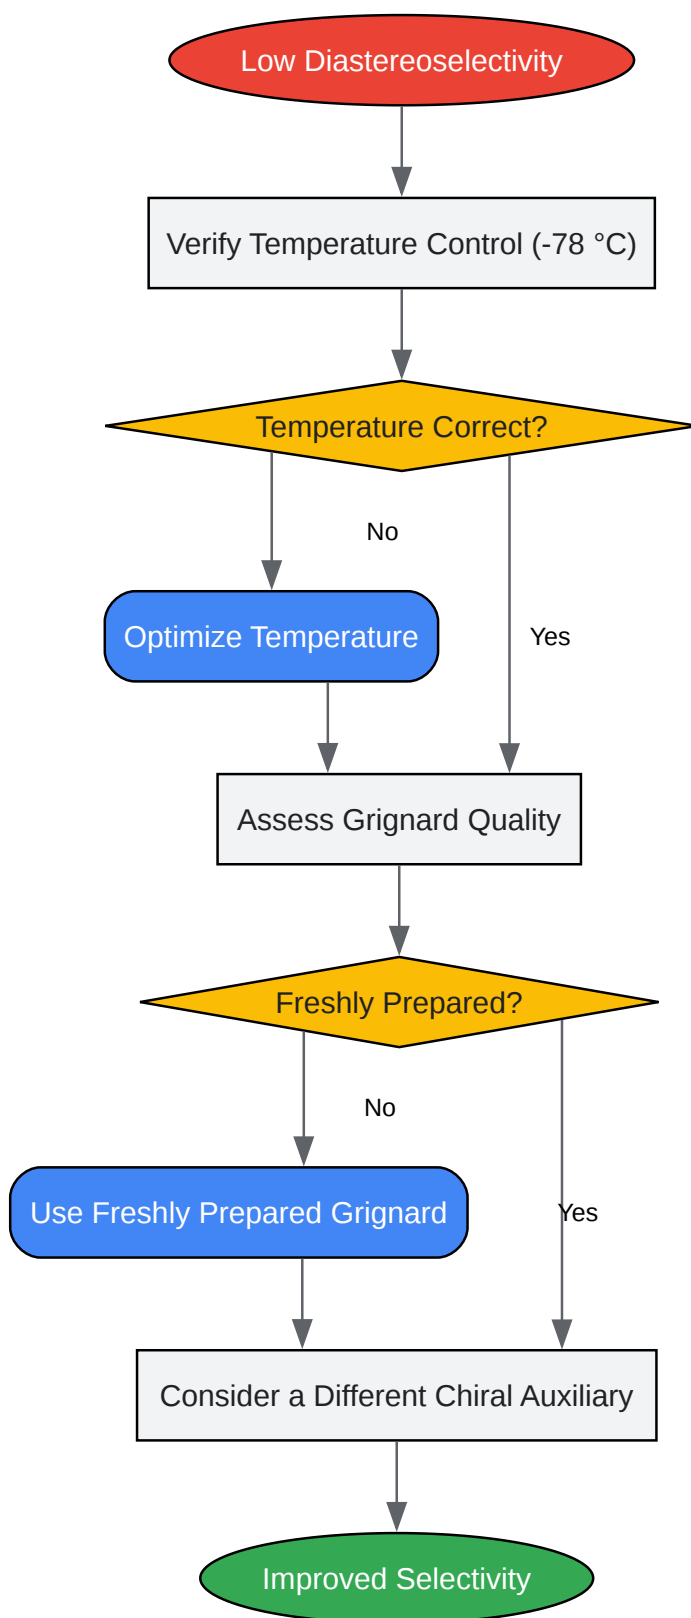 Low Diastereoselectivity
Verify Temperature Control (-78 °C)
Temperature Correct?
No
Optimize Temperature
Yes
Assess Grignard Quality
Freshly Prepared?
No
Use Freshly Prepared Grignard
Yes
Consider a Different Chiral Auxiliary
Improved Selectivity